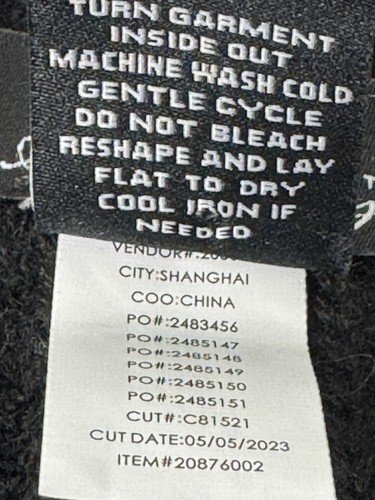 TURN GARMENT
INSIDE OUT
MACHINE WASH COLD
GENTLE CYCLE
DO NOT BLEACH
RESHAPE AND LAY
FLAT TO DRY
COOL IRON IF
NEEDED
VENDOR#:
CITY:SHANGHAI
COO:CHINA
PO#:2483456
PO#:2485147
PO#:2485148
PO#:2485149
PO#:2485150
PO#:2485151
CUT#:C81521
CUT DATE:05/05/2023
ITEM#20876002